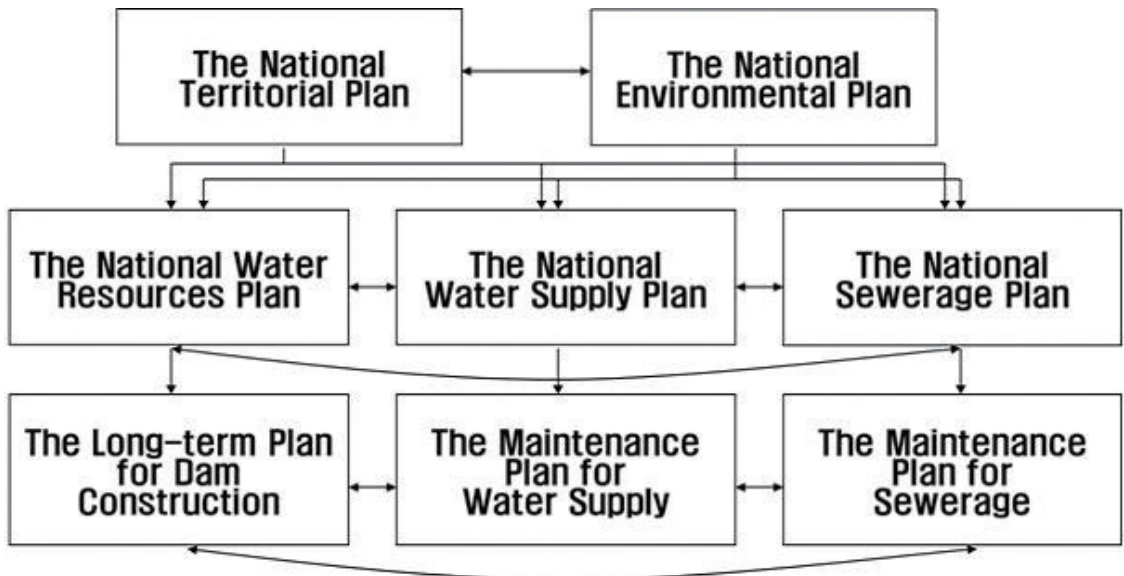 The National
Territorial Plan
The National
Environmental Plan
The National Water
Resources Plan
The National
Water Supply Plan
The National
Sewerage Plan
The Long-term Plan
for Dam
Construction
The Maintenance
Plan for
Water Supply
The Maintenance
Plan for
Sewerage